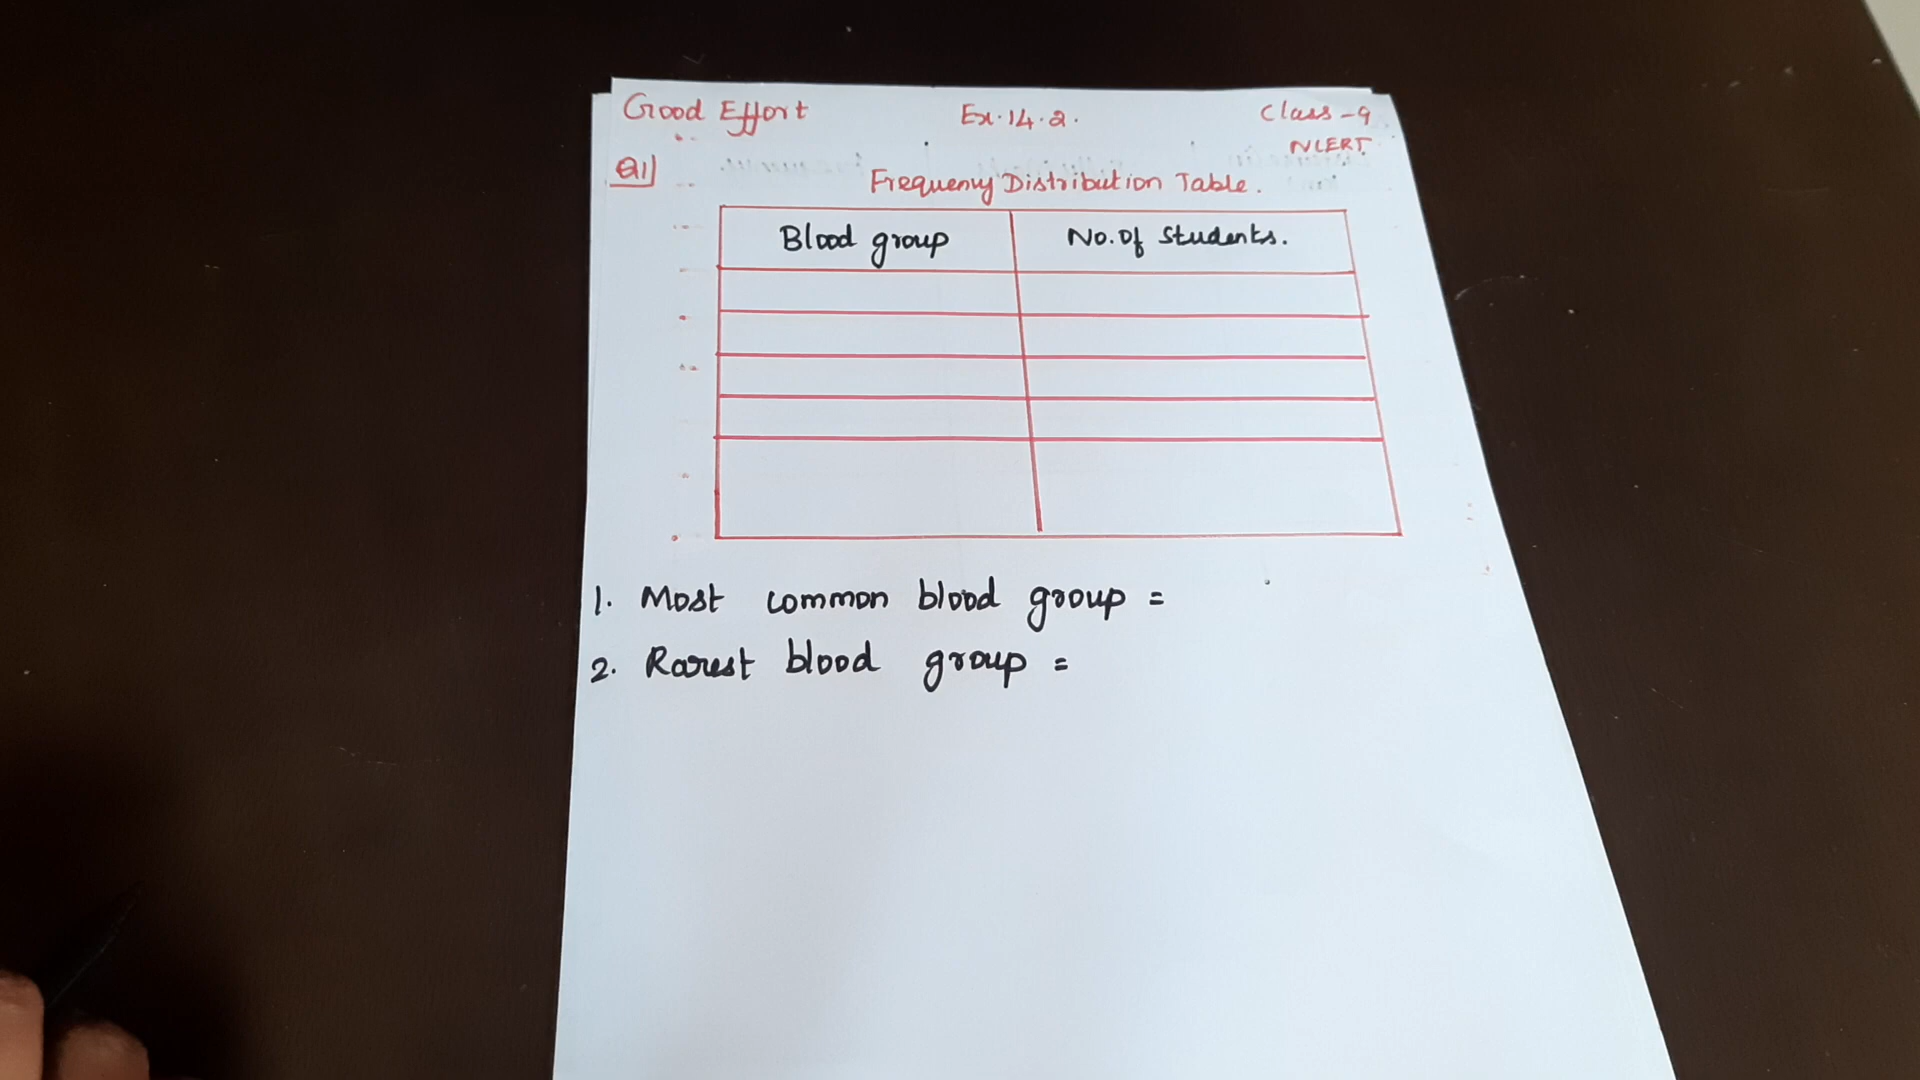 Good Effort Ex.14.2. Class-9
NCERT
Q1)
Frequency Distribution Table.
Blood group No.Of Students.
1. Most common blood group =
2. Rarest blood group =